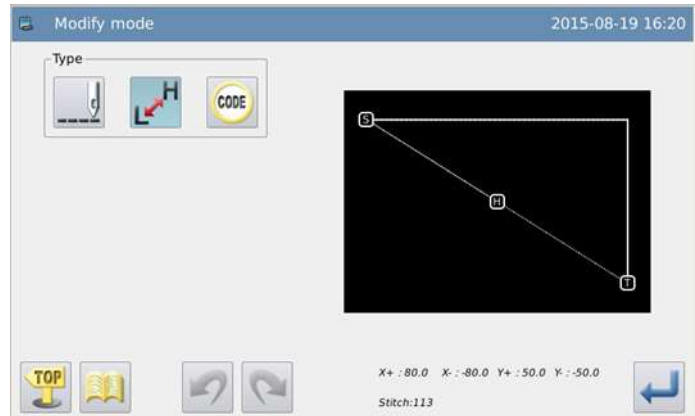 Modify mode 2015-08-19 16:20
Type
L H CODE
S
H
T
TOP
X+ : 80.0 X- : -80.0 Y+ : 50.0 Y- : -50.0
Stitch:113